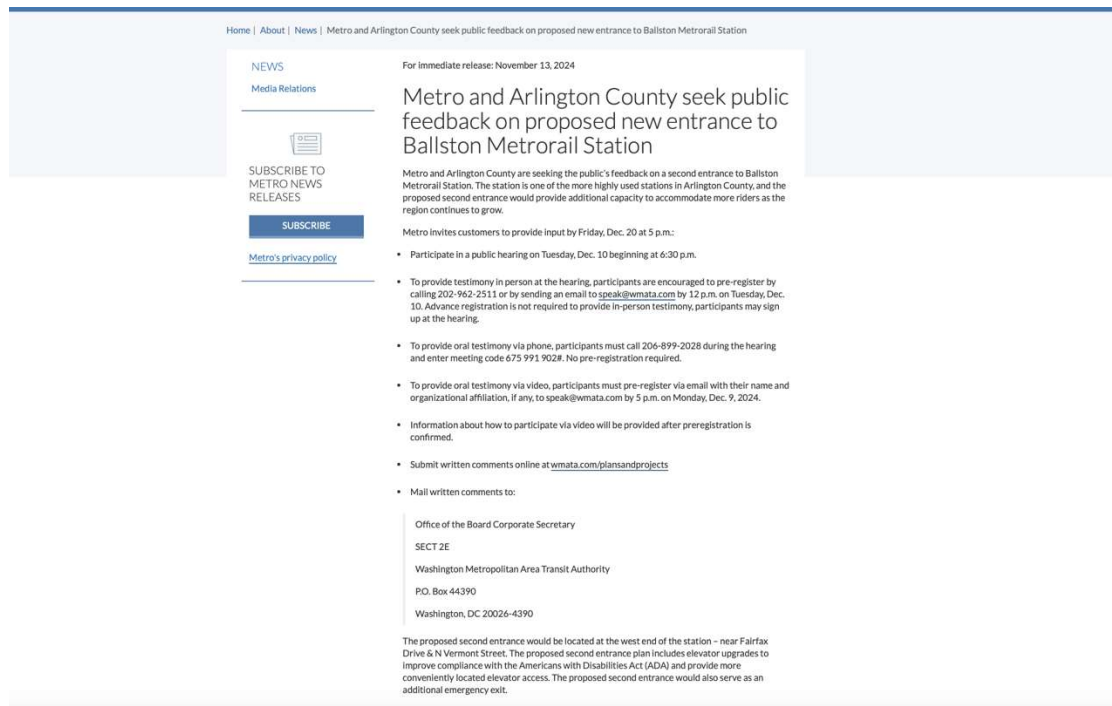 Home | About | News | Metro and Arlington County seek public feedback on proposed new entrance to Ballston Metrorail Station
NEWS
Media Relations
SUBSCRIBE TO
METRO NEWS
RELEASES
SUBSCRIBE
Metro's privacy policy
For immediate release: November 13, 2024
Metro and Arlington County seek public
feedback on proposed new entrance to
Ballston Metrorail Station
Metro and Arlington County are seeking the public's feedback on a second entrance to Ballston
Metrorail Station. The station is one of the more highly used stations in Arlington County, and the
proposed second entrance would provide additional capacity to accommodate more riders as the
region continues to grow.
Metro invites customers to provide input by Friday, Dec. 20 at 5 p.m.:
• Participate in a public hearing on Tuesday, Dec. 10 beginning at 6:30 p.m.
• To provide testimony in person at the hearing, participants are encouraged to pre-register by
calling 202-962-2511 or by sending an email to speak@wmata.com by 12 p.m. on Tuesday, Dec.
10. Advance registration is not required to provide in-person testimony, participants may sign
up at the hearing.
• To provide oral testimony via phone, participants must call 206-899-2028 during the hearing
and enter meeting code 675 991 902#. No pre-registration required.
• To provide oral testimony via video, participants must pre-register via email with their name and
organizational affiliation, if any, to speak@wmata.com by 5 p.m. on Monday, Dec. 9, 2024.
• Information about how to participate via video will be provided after preregistration is
confirmed.
• Submit written comments online at wmata.com/plansandprojects
• Mail written comments to:
Office of the Board Corporate Secretary
SECT 2E
Washington Metropolitan Area Transit Authority
P.O. Box 44390
Washington, DC 20026-4390
The proposed second entrance would be located at the west end of the station – near Fairfax
Drive & N Vermont Street. The proposed second entrance plan includes elevator upgrades to
improve compliance with the Americans with Disabilities Act (ADA) and provide more
conveniently located elevator access. The proposed second entrance would also serve as an
additional emergency exit.